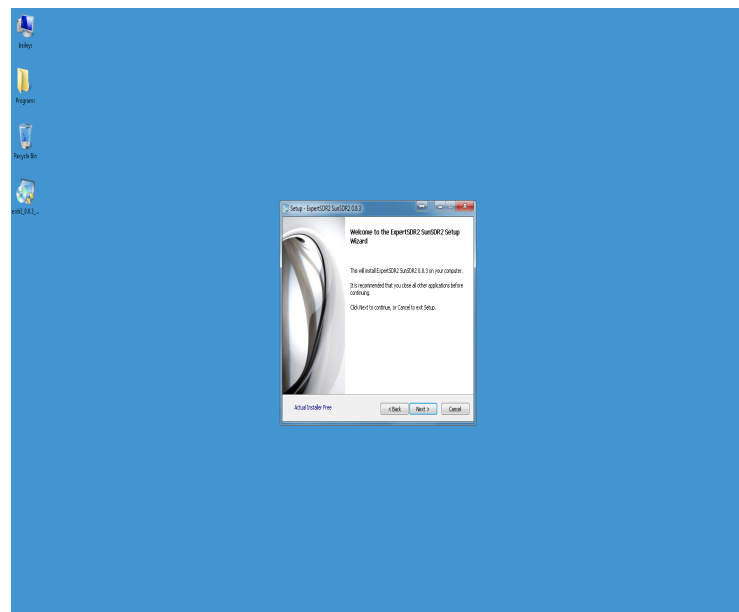 Programs
Recycle Bin
Setup - ExpertSDR2 SunSDR2 0.8.3
Welcome to the ExpertSDR2 SunSDR2 Setup
Wizard
This will install ExpertSDR2 SunSDR2 0.8.3 on your computer.
It is recommended that you close all other applications before
continuing.
Click Next to continue, or Cancel to exit Setup.
Actual Installer Free
< Back
Next >
Cancel